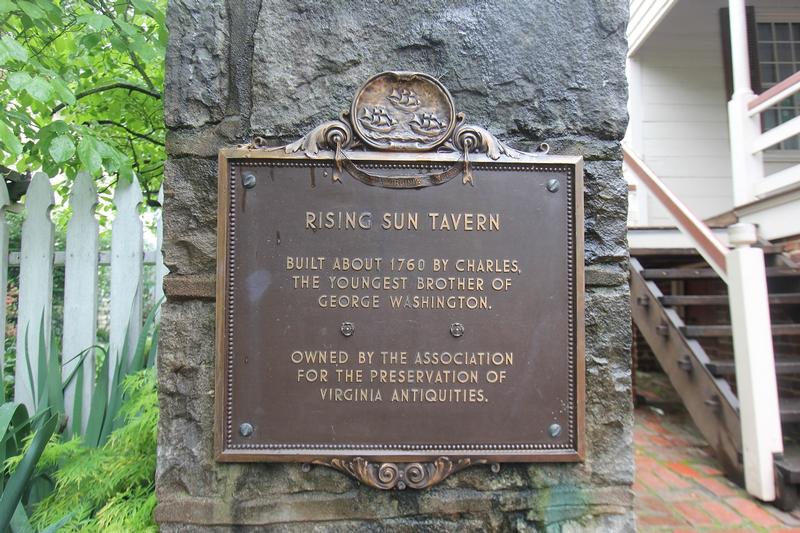 VIRGINIA
RISING SUN TAVERN
BUILT ABOUT 1760 BY CHARLES,
THE YOUNGEST BROTHER OF
GEORGE WASHINGTON.
OWNED BY THE ASSOCIATION
FOR THE PRESERVATION OF
VIRGINIA ANTIQUITIES.